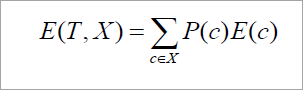 E(T, X) = ∑_{c∈X} P(c)E(c)